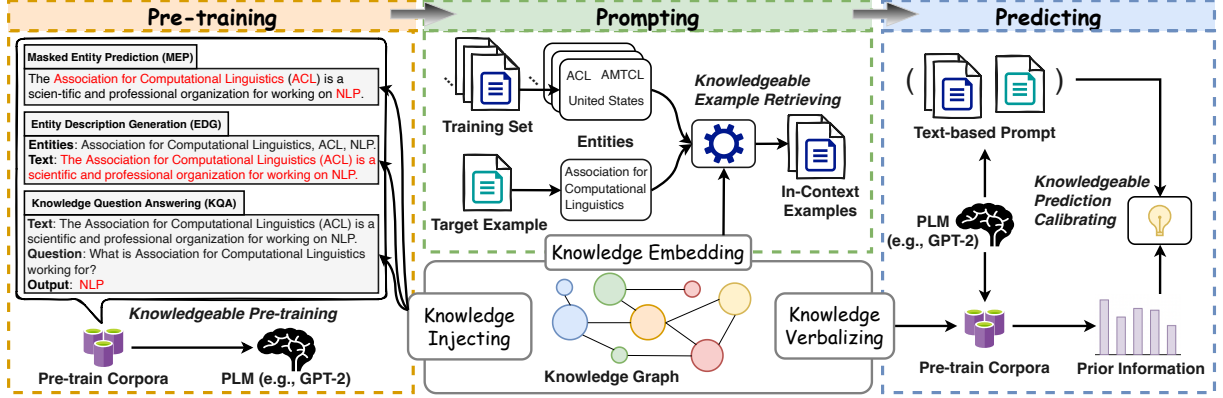 Pre-training
Masked Entity Prediction (MEP)
The Association for Computational Linguistics (ACL) is a
scien-tific and professional organization for working on NLP.
Entity Description Generation (EDG)
Entities: Association for Computational Linguistics, ACL, NLP.
Text: The Association for Computational Linguistics (ACL) is a
scientific and professional organization for working on NLP.
Knowledge Question Answering (KQA)
Text: The Association for Computational Linguistics (ACL) is a
scientific and professional organization for working on NLP.
Question: What is Association for Computational Linguistics
working for?
Output: NLP
Knowledgeable Pre-training
Pre-train Corpora
PLM (e.g., GPT-2)
Prompting
Training Set
ACL AMTCL
United States
Entities
Knowledgeable
Example Retrieving
Target Example
Association for
Computational
Linguistics
In-Context
Examples
Knowledge Embedding
Knowledge
Injecting
Knowledge Graph
Knowledge
Verbalizing
Predicting
( )
Text-based Prompt
Knowledgeable
Prediction
Calibrating
PLM
(e.g., GPT-2)
Pre-train Corpora
Prior Information